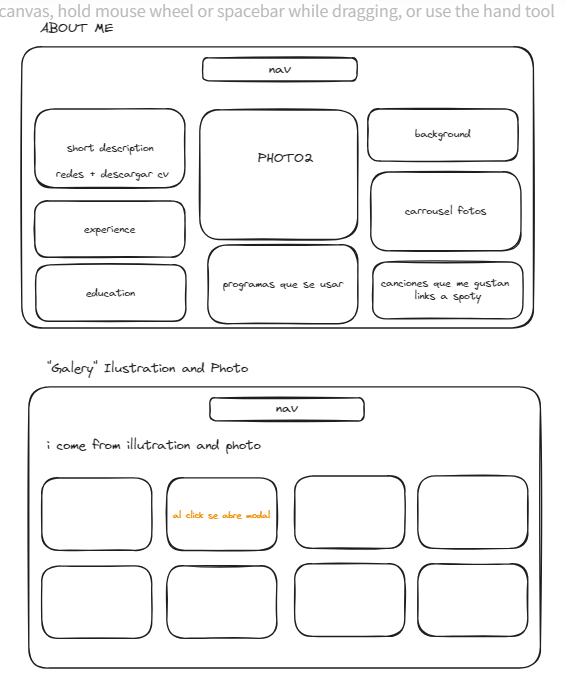 canvas, hold mouse wheel or spacebar while dragging, or use the hand tool
ABOUT ME
nav
short description
redes + descargar cv
experience
education
PHOTO2
programas que se usar
background
carrousel fotos
canciones que me gustan
links a spoty
"Galery" Ilustration and Photo
nav
i come from illutration and photo
al click se abre modal